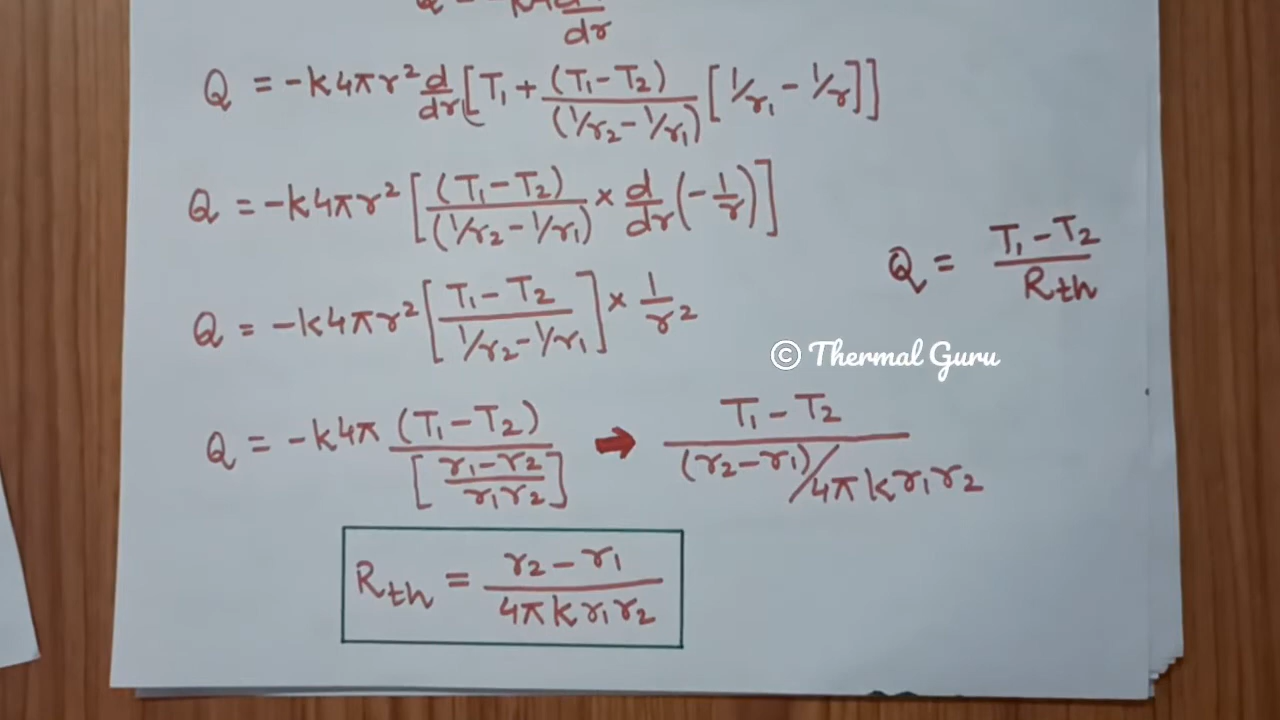 dr
Q = -k4πr² d/dr[T₁ + (T₁-T₂)/(1/r₂ - 1/r₁) [1/r₁ - 1/r]]
Q = -k4πr² [(T₁-T₂)/(1/r₂ - 1/r₁) × d/dr(-1/r)]
Q = T₁-T₂/Rth
Q = -k4πr² [T₁-T₂/1/r₂-1/r₁] × 1/r²
© Thermal Guru
Q = -k4π (T₁-T₂)/[r₁-r₂/r₁r₂] ➡ T₁-T₂/(r₂-r₁)/4πkr₁r₂
Rth = r₂-r₁/4πkr₁r₂